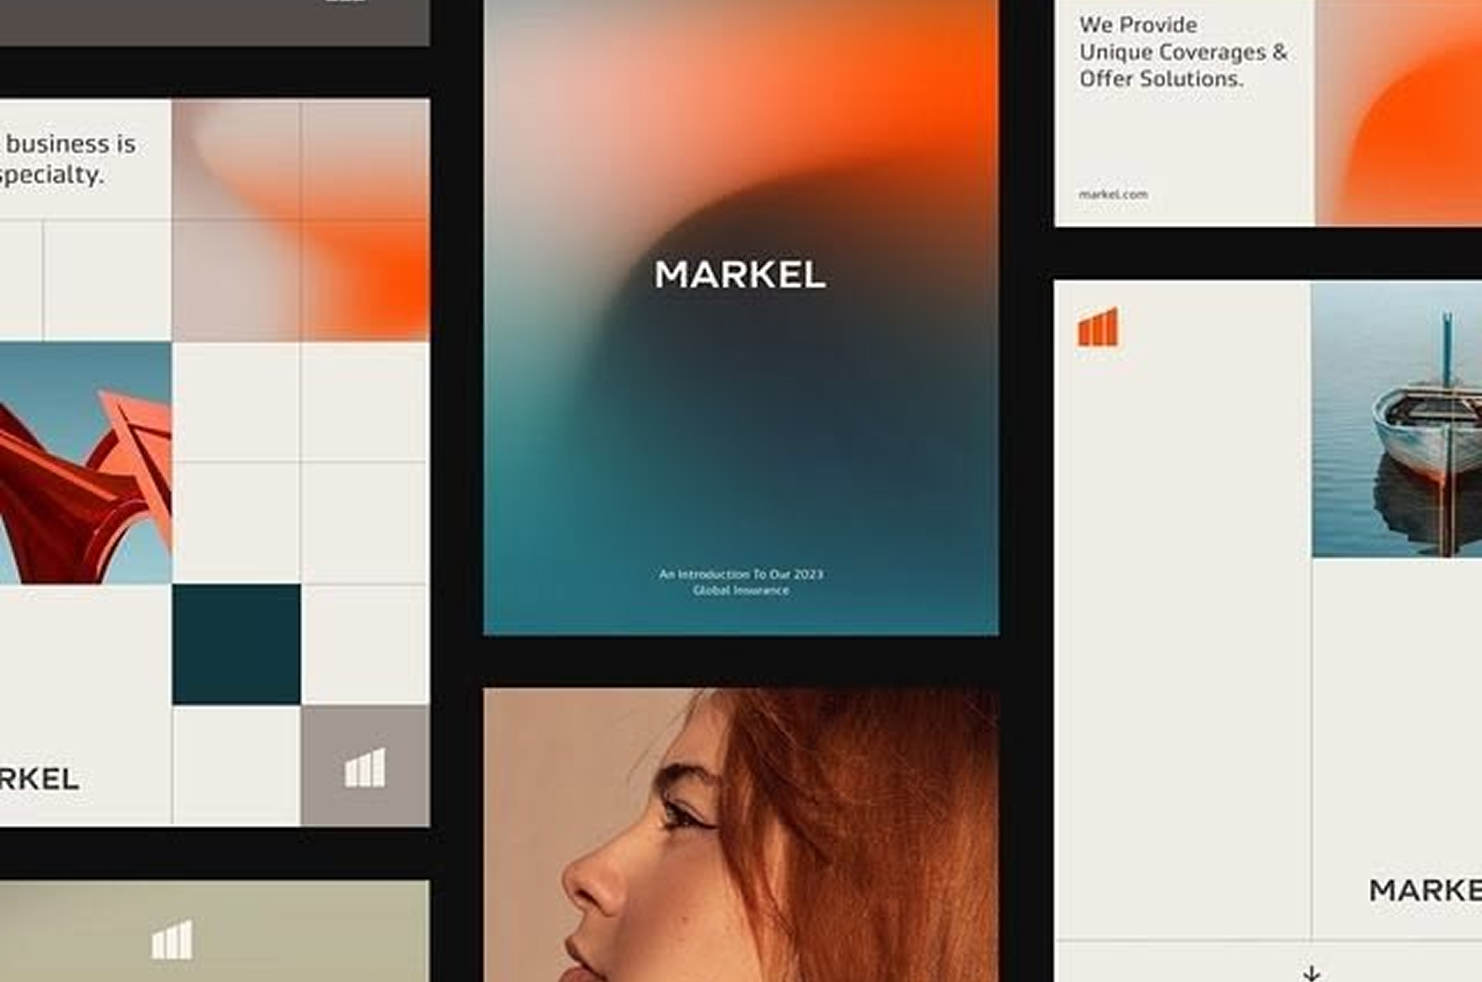 business is
specialty.
RKEL
MARKEL
An Introduction To Our 2023
Global Insurance
We Provide
Unique Coverages &
Offer Solutions.
markel.com
MARKE